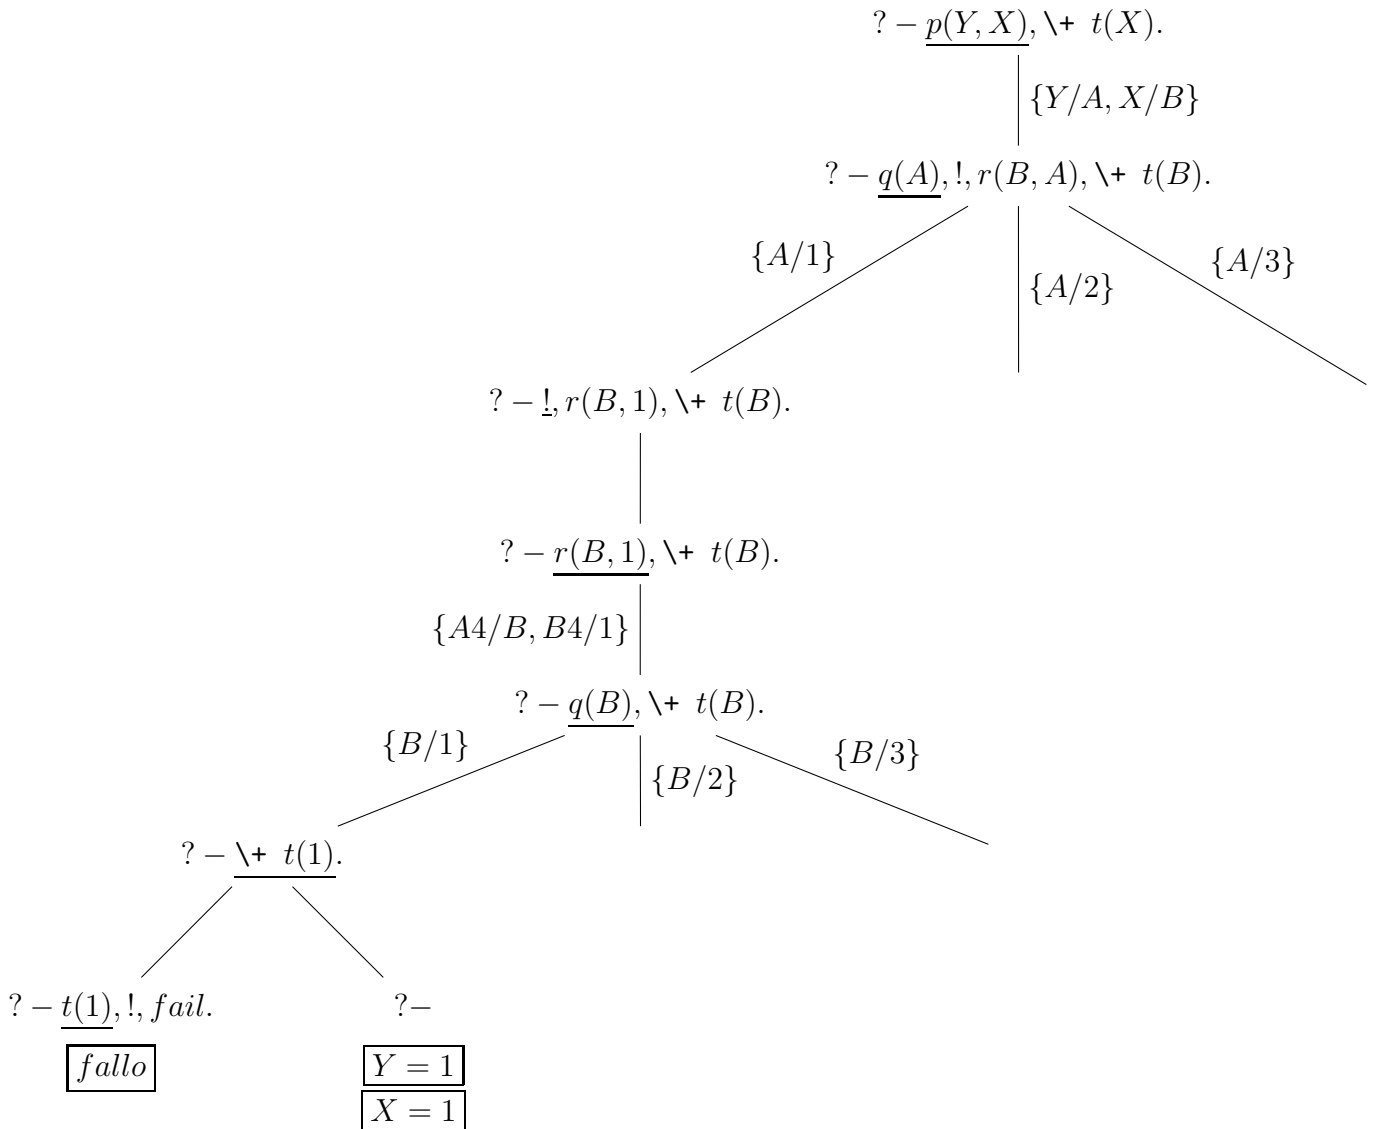 ? − p(Y, X), \+ t(X).
{Y/A, X/B}
? − q(A), !, r(B, A), \+ t(B).
{A/1}
{A/2}
{A/3}
? − !, r(B, 1), \+ t(B).
? − r(B, 1), \+ t(B).
{A4/B, B4/1}
? − q(B), \+ t(B).
{B/1}
{B/2}
{B/3}
? − \+ t(1).
? − t(1), !, fail.
?−
fallo
Y = 1
X = 1